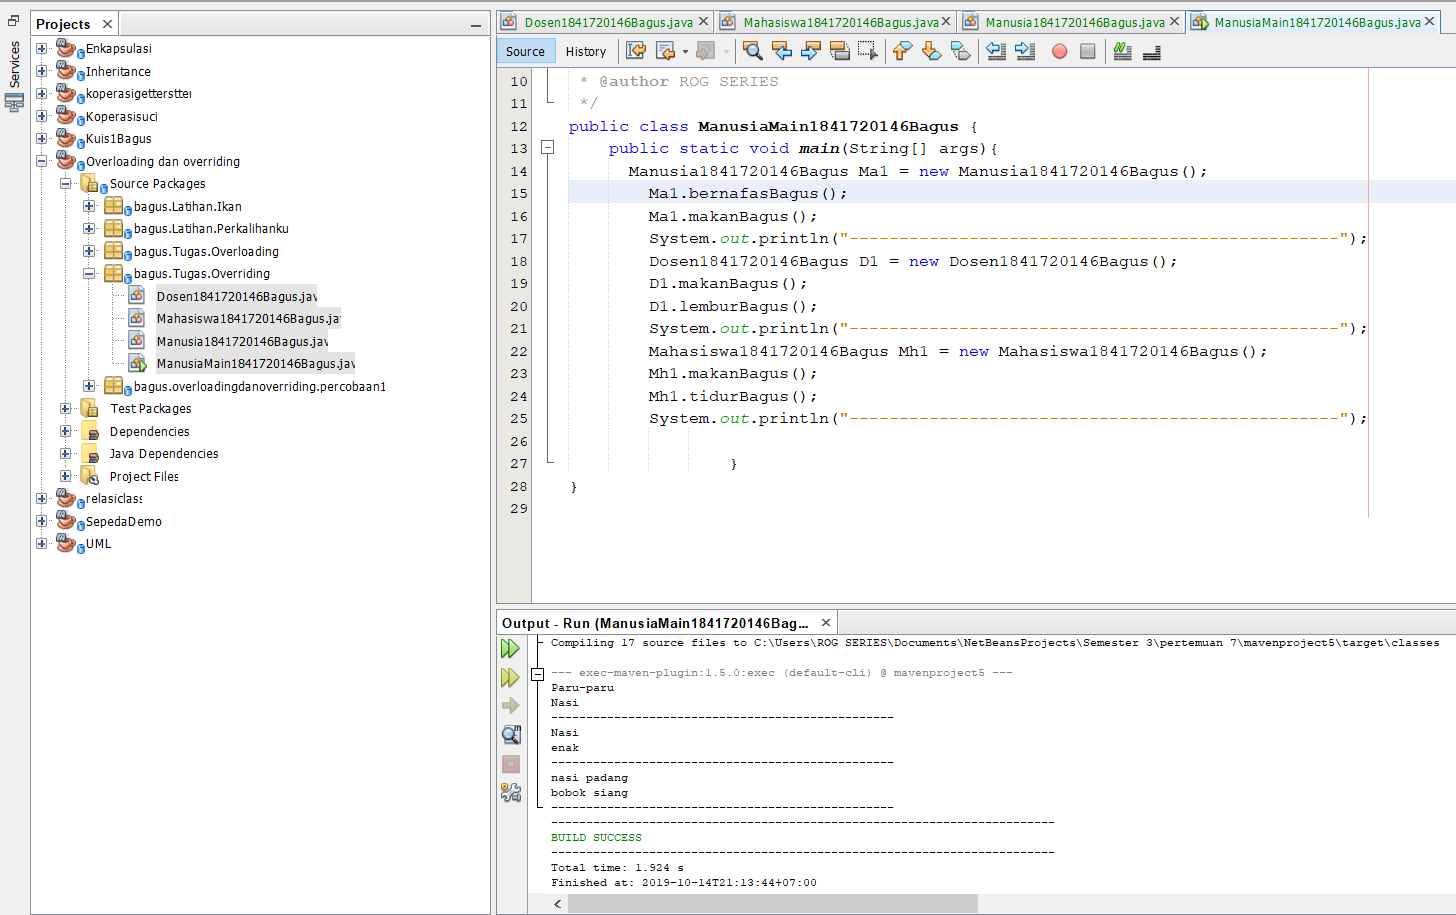 Services
Projects
Enkapsulasi
Inheritance
koperasigetterstter
Koperasisuci
Kuis1Bagus
Overloading dan overriding
Source Packages
bagus.Latihan.Ikan
bagus.Latihan.Perkalihanku
bagus.Tugas.Overloading
bagus.Tugas.Overriding
Dosen1841720146Bagus.jav
Mahasiswa1841720146Bagus.ja
Manusia1841720146Bagus.jav
ManusiaMain1841720146Bagus.jav
bagus.overloadingdanoverriding.percobaan1
Test Packages
Dependencies
Java Dependencies
Project Files
relasiclass
SepedaDemo
UML
Dosen1841720146Bagus.java Mahasiswa1841720146Bagus.java Manusia1841720146Bagus.java ManusiaMain1841720146Bagus.java
Source History
10 * @author ROG SERIES
11 */
12 public class ManusiaMain1841720146Bagus {
13 public static void main(String[] args){
14 Manusia1841720146Bagus Ma1 = new Manusia1841720146Bagus();
15 Ma1.bernafasBagus();
16 Ma1.makanBagus();
17 System.out.println("-------------------------------------------------");
18 Dosen1841720146Bagus D1 = new Dosen1841720146Bagus();
19 D1.makanBagus();
20 D1.lemburBagus();
21 System.out.println("-------------------------------------------------");
22 Mahasiswa1841720146Bagus Mh1 = new Mahasiswa1841720146Bagus();
23 Mh1.makanBagus();
24 Mh1.tidurBagus();
25 System.out.println("-------------------------------------------------");
26
27 }
28 }
29
Output - Run (ManusiaMain1841720146Bag...
Compiling 17 source files to C:\Users\ROG SERIES\Documents\NetBeansProjects\Semester 3\pertemuan 7\mavenproject5\target\classes
--- exec-maven-plugin:1.5.0:exec (default-cli) @ mavenproject5 ---
Paru-paru
Nasi
-------------------------------------------------
Nasi
enak
-------------------------------------------------
nasi padang
bobok siang
-------------------------------------------------
------------------------------------------------------------------------
BUILD SUCCESS
------------------------------------------------------------------------
Total time: 1.924 s
Finished at: 2019-10-14T21:13:44+07:00